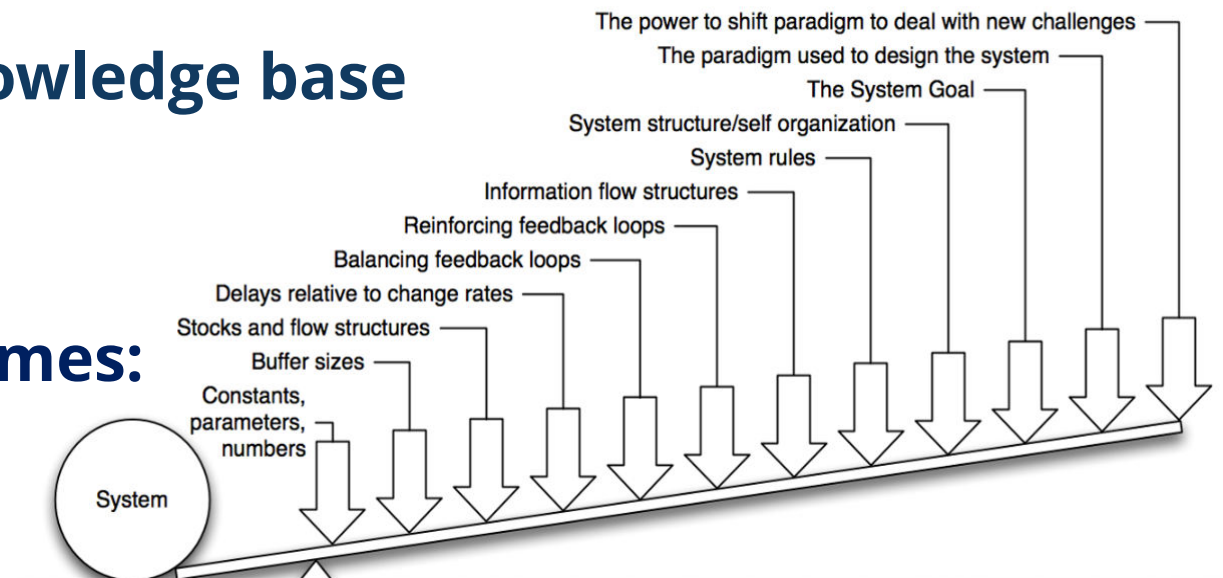 owledge base
mes:
The power to shift paradigm to deal with new challenges
The paradigm used to design the system
The System Goal
System structure/self organization
System rules
Information flow structures
Reinforcing feedback loops
Balancing feedback loops
Delays relative to change rates
Stocks and flow structures
Buffer sizes
Constants,
parameters,
numbers
System